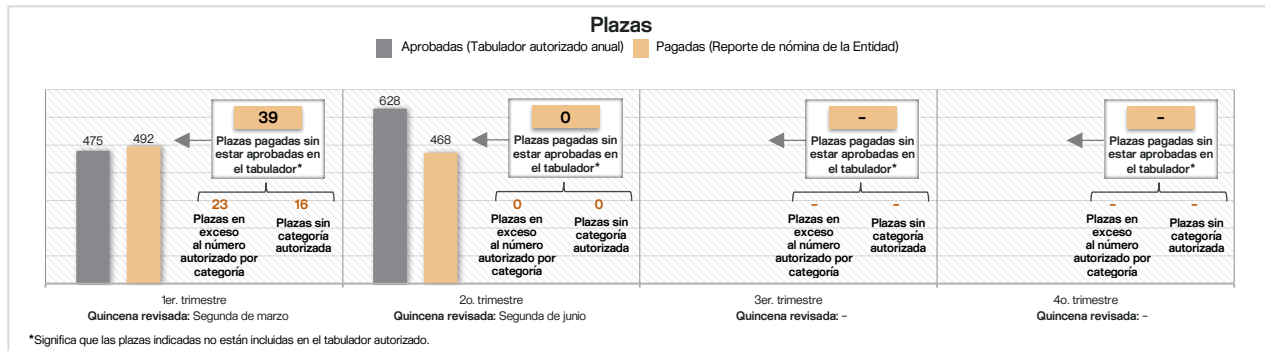 Plazas
Aprobadas (Tabulador autorizado anual) Pagadas (Reporte de nómina de la Entidad)
475
492
39
Plazas pagadas sin
estar aprobadas en
el tabulador*
23
Plazas en
exceso
al número
autorizado por
categoría
16
Plazas sin
categoría
autorizada
1er. trimestre
Quincena revisada: Segunda de marzo
628
468
0
Plazas pagadas sin
estar aprobadas en
el tabulador*
0
Plazas en
exceso
al número
autorizado por
categoría
0
Plazas sin
categoría
autorizada
2o. trimestre
Quincena revisada: Segunda de junio
-
Plazas pagadas sin
estar aprobadas en
el tabulador*
-
Plazas en
exceso
al número
autorizado por
categoría
-
Plazas sin
categoría
autorizada
3er. trimestre
Quincena revisada: -
-
Plazas pagadas sin
estar aprobadas en
el tabulador*
-
Plazas en
exceso
al número
autorizado por
categoría
-
Plazas sin
categoría
autorizada
4o. trimestre
Quincena revisada: -
*Significa que las plazas indicadas no están incluidas en el tabulador autorizado.